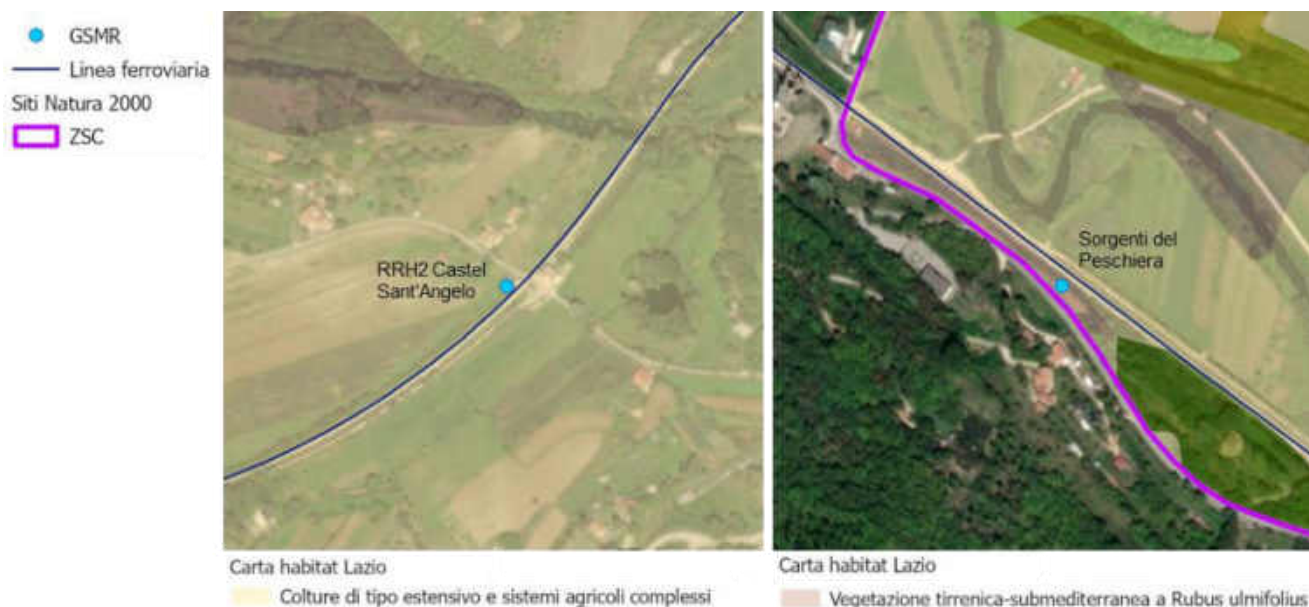 GSMR
Linea ferroviaria
Siti Natura 2000
ZSC
RRH2 Castel
Sant'Angelo
Sorgenti del
Peschiera
Carta habitat Lazio
Colture di tipo estensivo e sistemi agricoli complessi
Carta habitat Lazio
Vegetazione tirrenica-submediterranea a Rubus ulmifolius